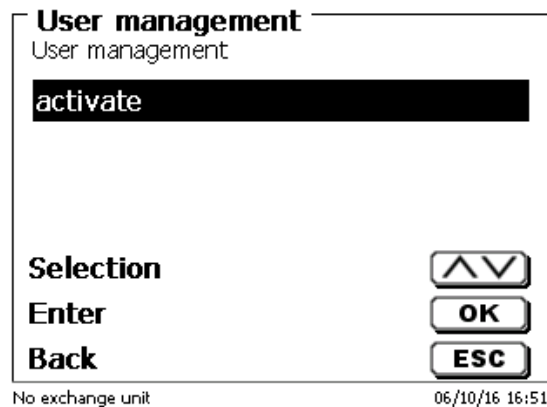 User management
User management
activate
Selection
Enter OK
Back ESC
No exchange unit 06/10/16 16:51